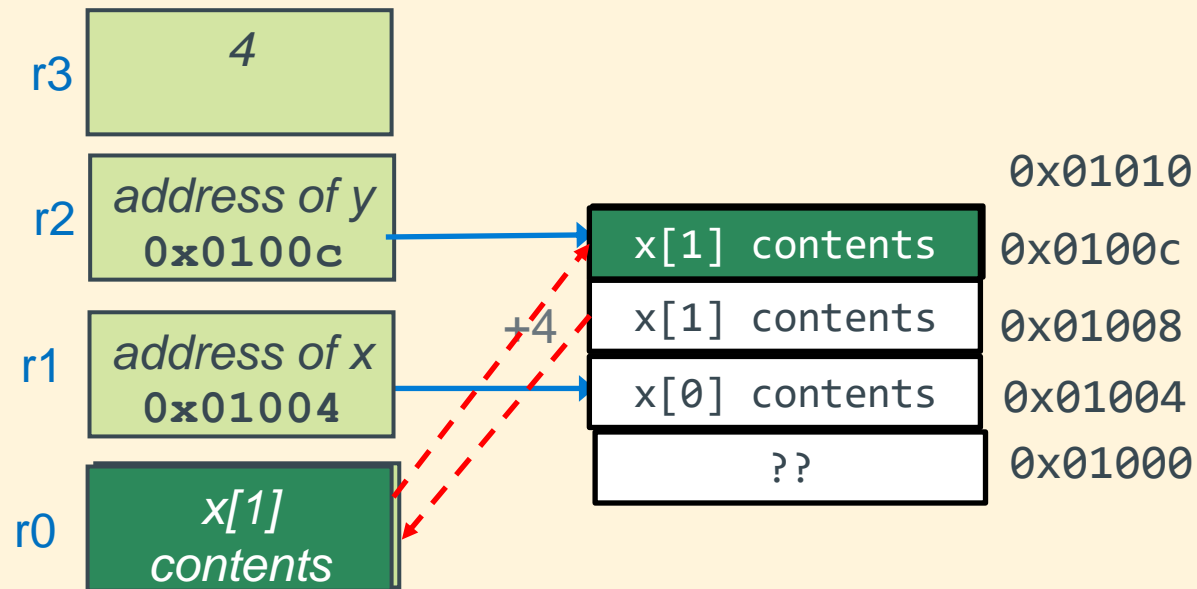 r3
4
r2
address of y
0x0100c
r1
address of x
0x01004
r0
x[1]
contents
+4
0x01010
x[1] contents
0x0100c
x[1] contents
0x01008
x[0] contents
0x01004
??
0x01000